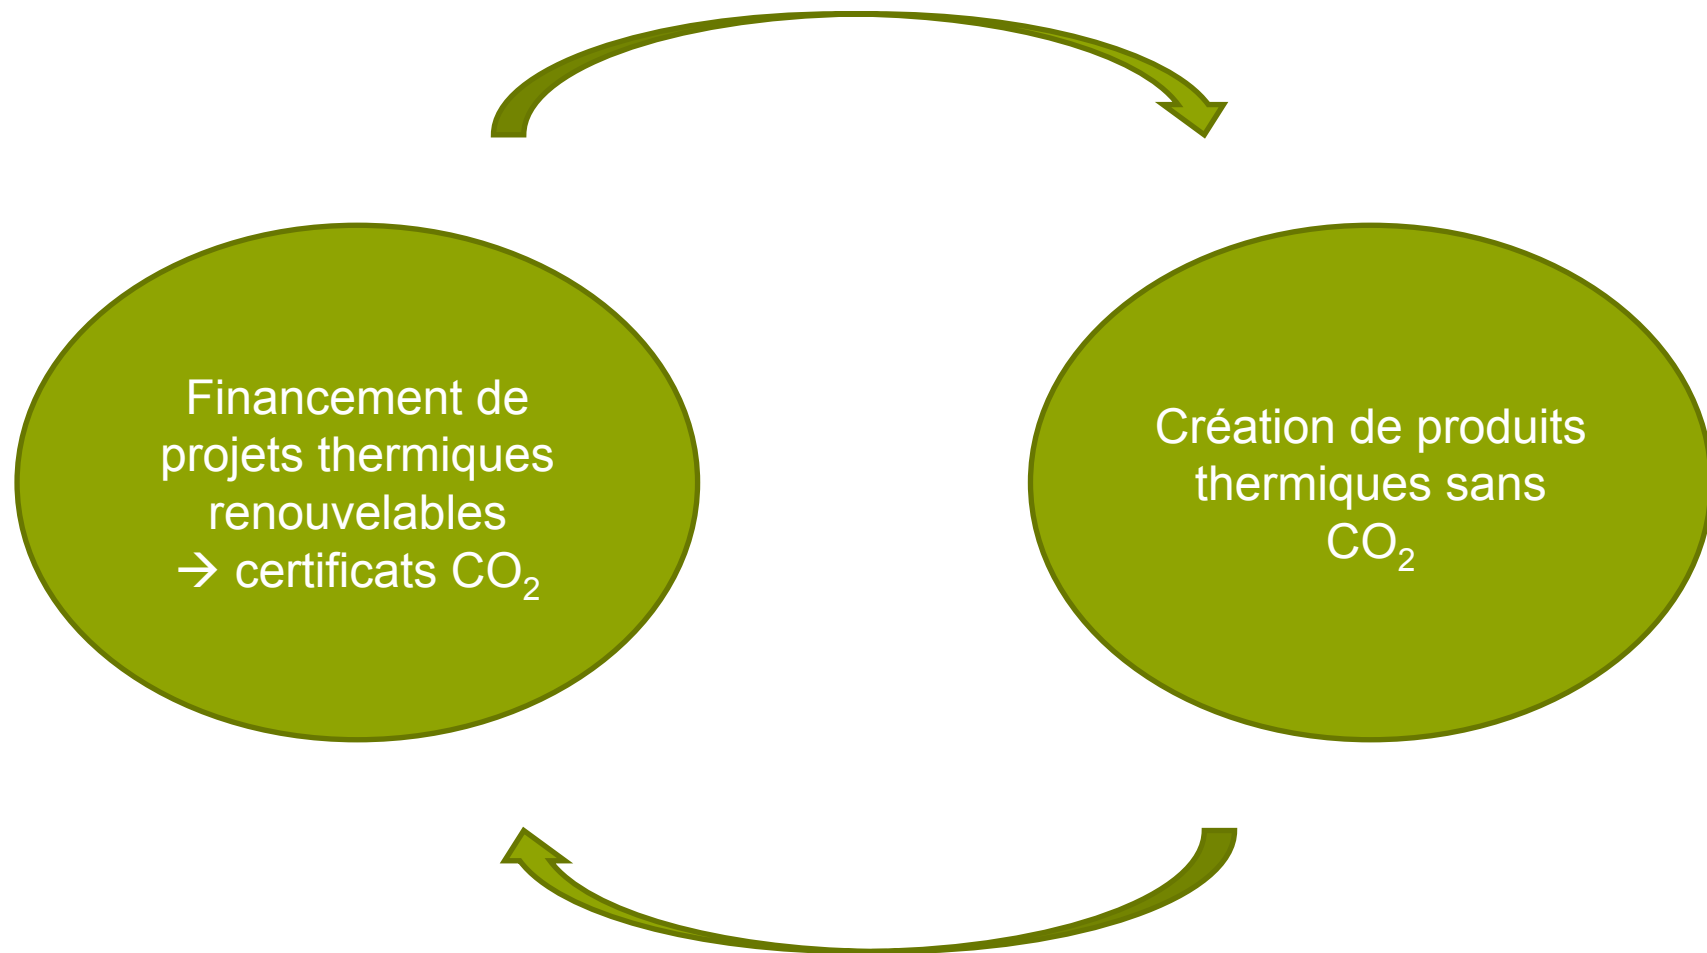 Financement de
projets thermiques
renouvelables
→ certificats CO₂
Création de produits
thermiques sans
CO₂